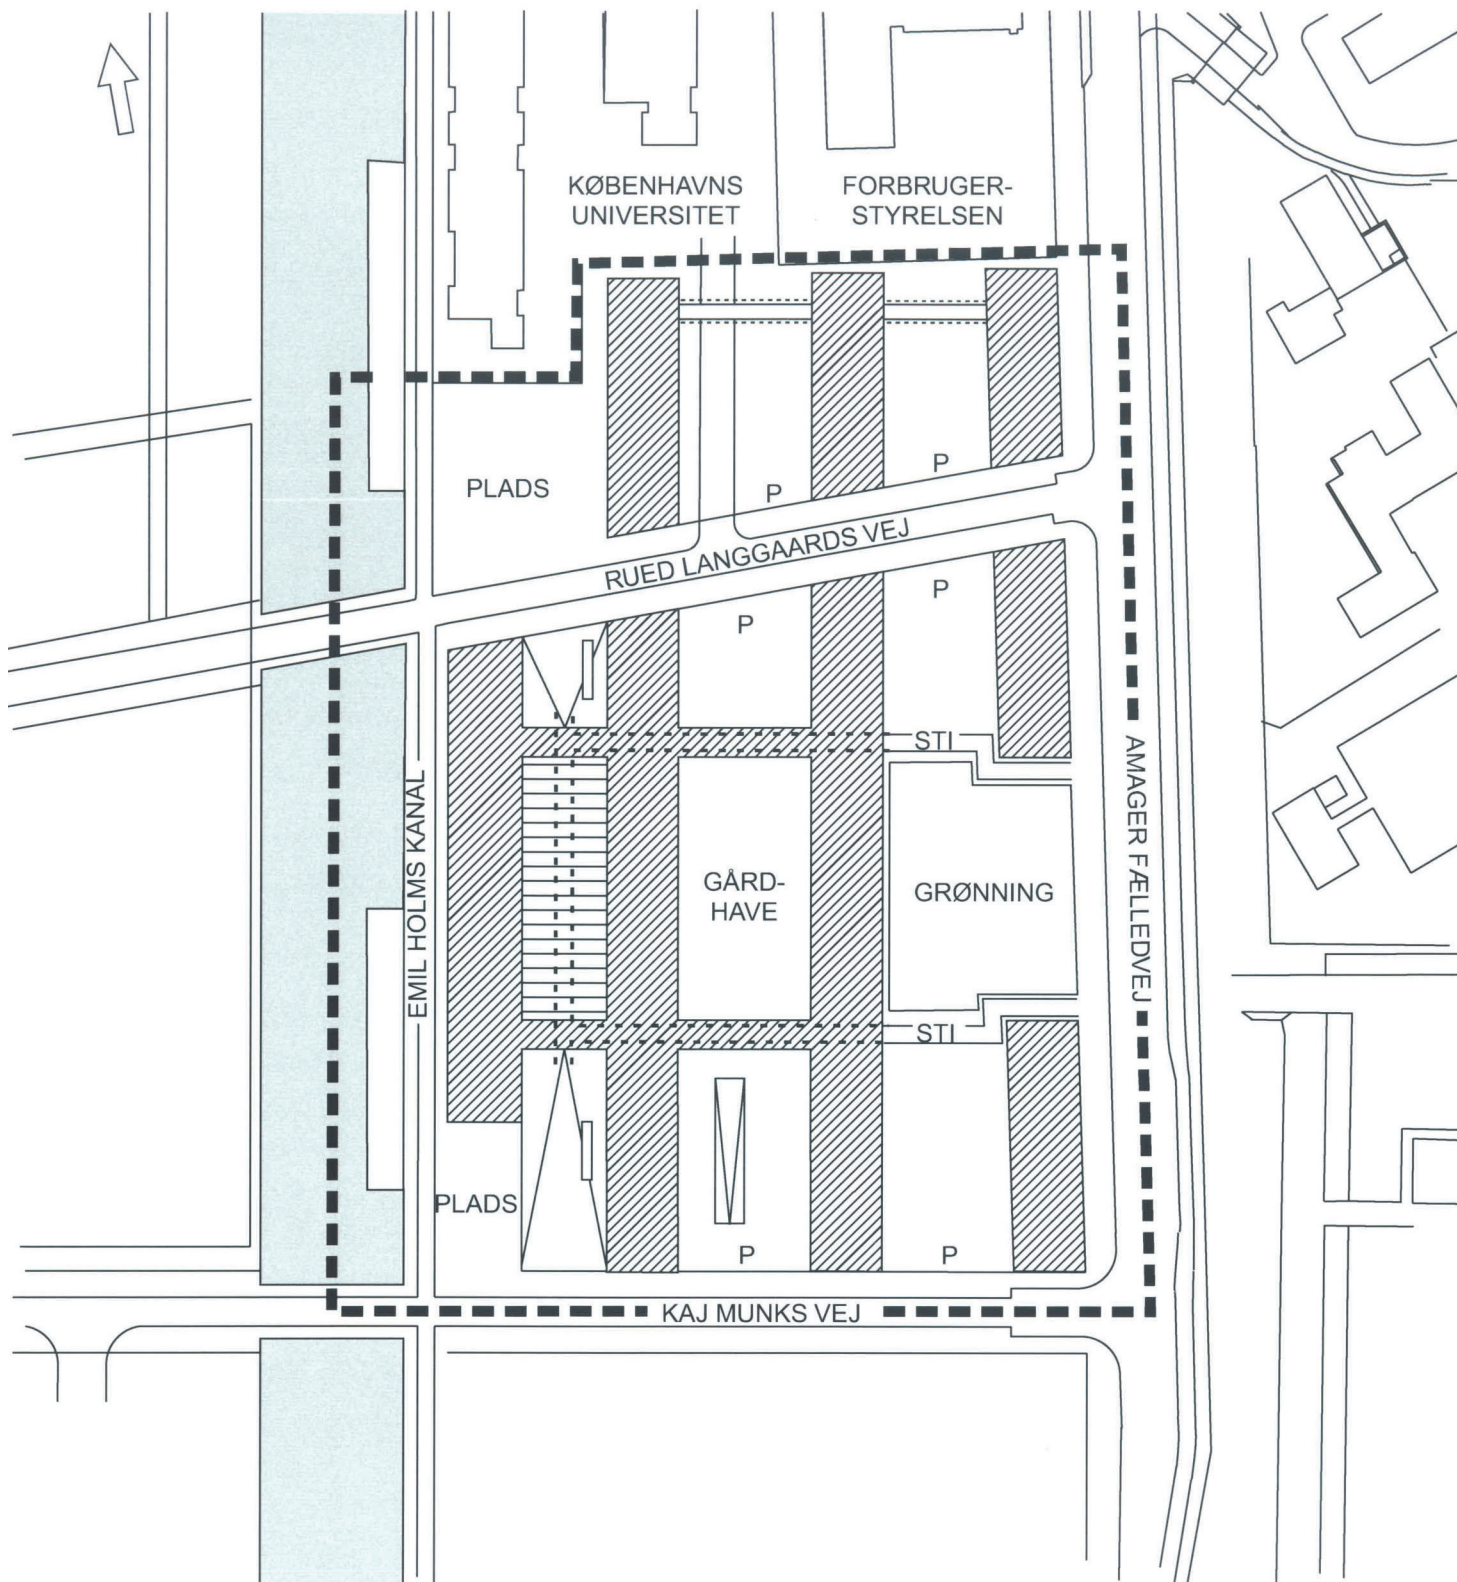 KØBENHAVNS
UNIVERSITET
FORBRUGER-
STYRELSEN
PLADS
P
P
RUED LANGGAARDS VEJ
P
P
STI
EMIL HOLMS KANAL
AMAGER FÆLLEDVEJ
GÅRD-
HAVE
GRØNNING
STI
PLADS
P
P
KAJ MUNKS VEJ